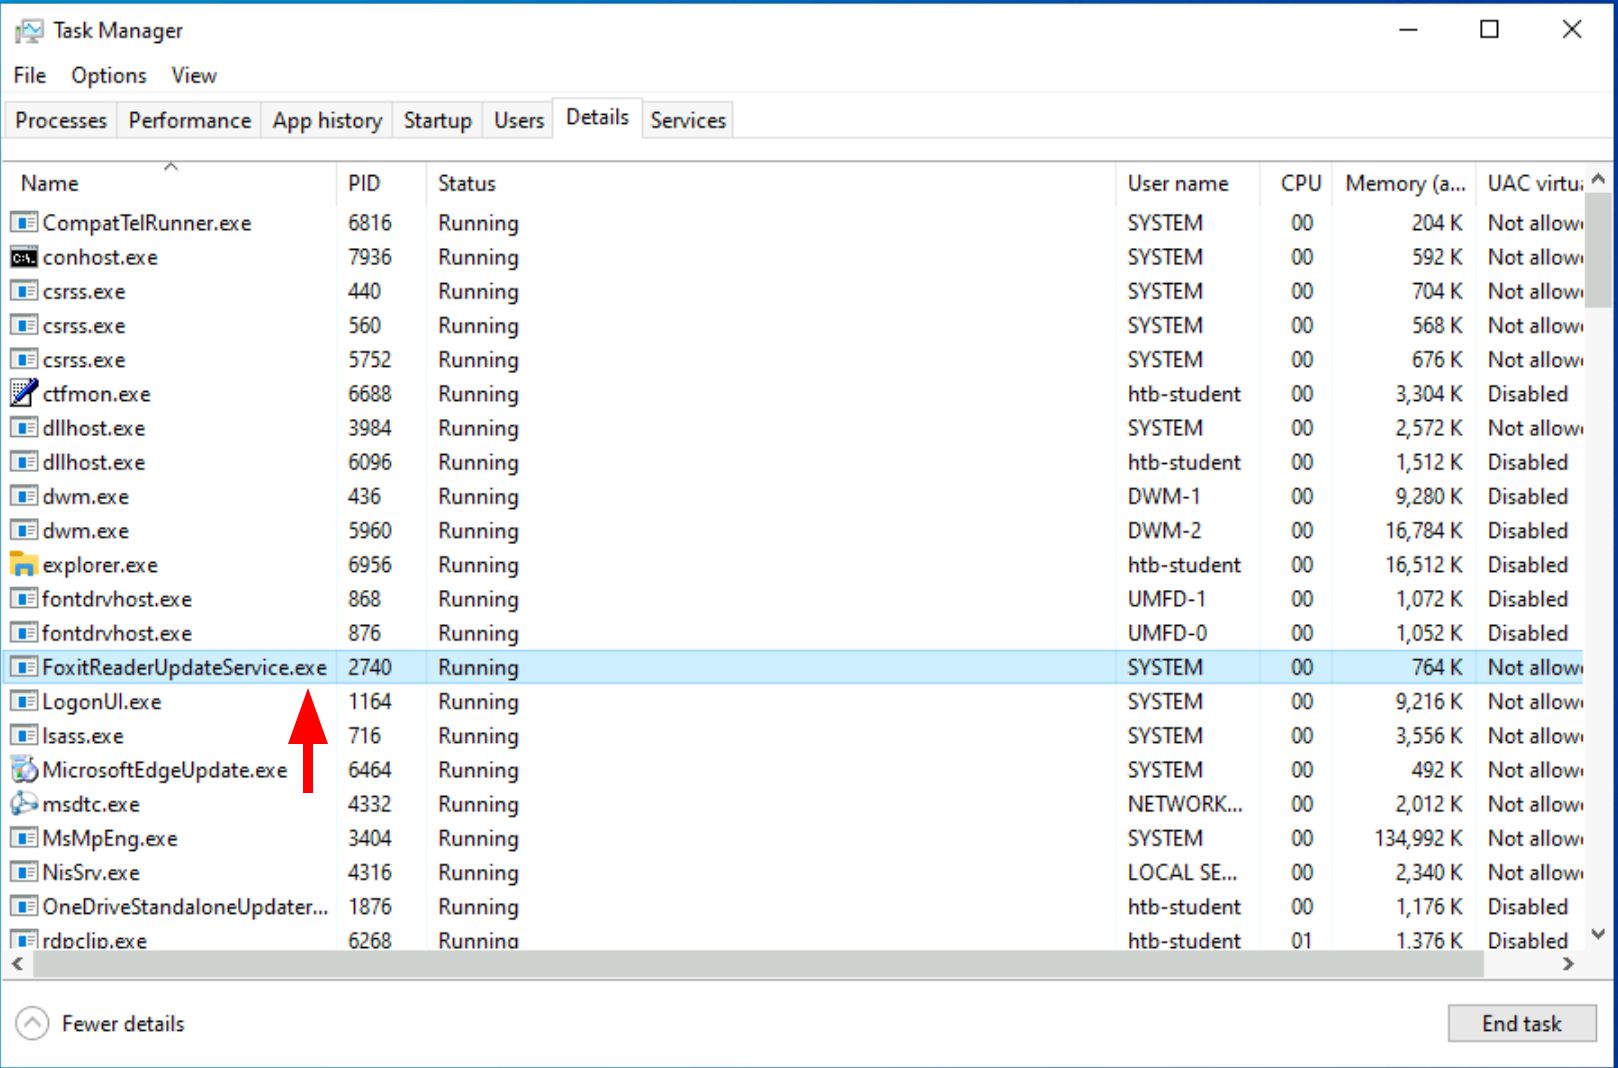 Task Manager
File Options View
Processes Performance App history Startup Users Details Services
Name PID Status User name CPU Memory (a... UAC virtu
CompatTelRunner.exe 6816 Running SYSTEM 00 204 K Not allow
conhost.exe 7936 Running SYSTEM 00 592 K Not allow
csrss.exe 440 Running SYSTEM 00 704 K Not allow
csrss.exe 560 Running SYSTEM 00 568 K Not allow
csrss.exe 5752 Running SYSTEM 00 676 K Not allow
ctfmon.exe 6688 Running htb-student 00 3,304 K Disabled
dllhost.exe 3984 Running SYSTEM 00 2,572 K Not allow
dllhost.exe 6096 Running htb-student 00 1,512 K Disabled
dwm.exe 436 Running DWM-1 00 9,280 K Disabled
dwm.exe 5960 Running DWM-2 00 16,784 K Disabled
explorer.exe 6956 Running htb-student 00 16,512 K Disabled
fontdrvhost.exe 868 Running UMFD-1 00 1,072 K Disabled
fontdrvhost.exe 876 Running UMFD-0 00 1,052 K Disabled
FoxitReaderUpdateService.exe 2740 Running SYSTEM 00 764 K Not allow
LogonUI.exe 1164 Running SYSTEM 00 9,216 K Not allow
lsass.exe 716 Running SYSTEM 00 3,556 K Not allow
MicrosoftEdgeUpdate.exe 6464 Running SYSTEM 00 492 K Not allow
msdtc.exe 4332 Running NETWORK... 00 2,012 K Not allow
MsMpEng.exe 3404 Running SYSTEM 00 134,992 K Not allow
NisSrv.exe 4316 Running LOCAL SE... 00 2,340 K Not allow
OneDriveStandaloneUpdater... 1876 Running htb-student 00 1,176 K Disabled
rdpclip.exe 6268 Running htb-student 01 1,376 K Disabled
Fewer details End task